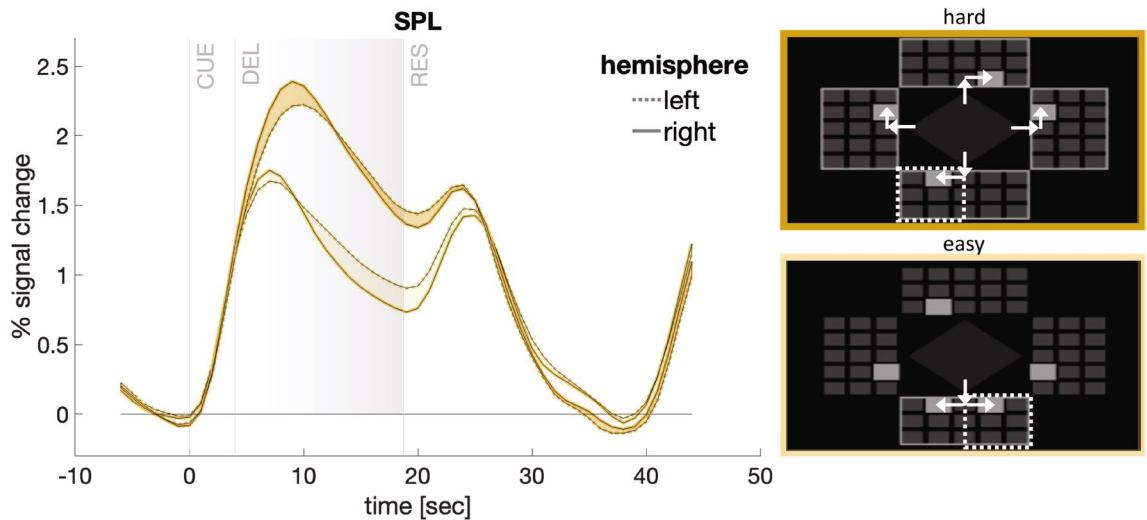 SPL
hard
CUE
DEL
RES
hemisphere
left
right
easy
% signal change
2.5
2
1.5
1
0.5
0
-10
0
10
20
30
40
50
time [sec]